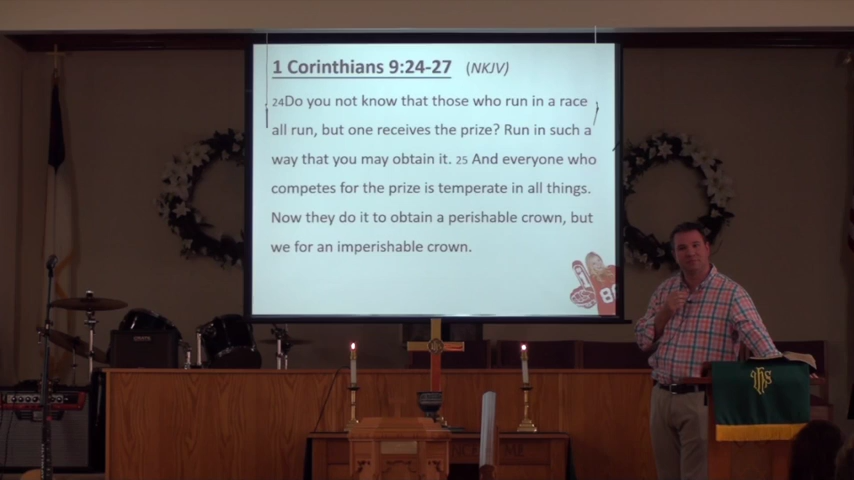 1 Corinthians 9:24-27 (NKJV)
24Do you not know that those who run in a race
all run, but one receives the prize? Run in such a
way that you may obtain it. 25 And everyone who
competes for the prize is temperate in all things.
Now they do it to obtain a perishable crown, but
we for an imperishable crown.
IHS